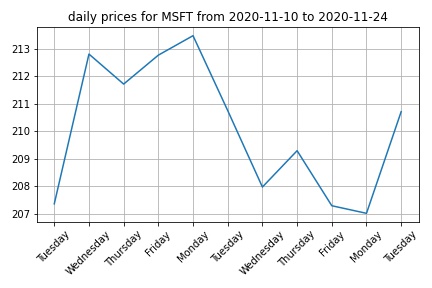 daily prices for MSFT from 2020-11-10 to 2020-11-24
213
212
211
210
209
208
207
Tuesday
Wednesday
Thursday
Friday
Monday
Tuesday
Wednesday
Thursday
Friday
Monday
Tuesday